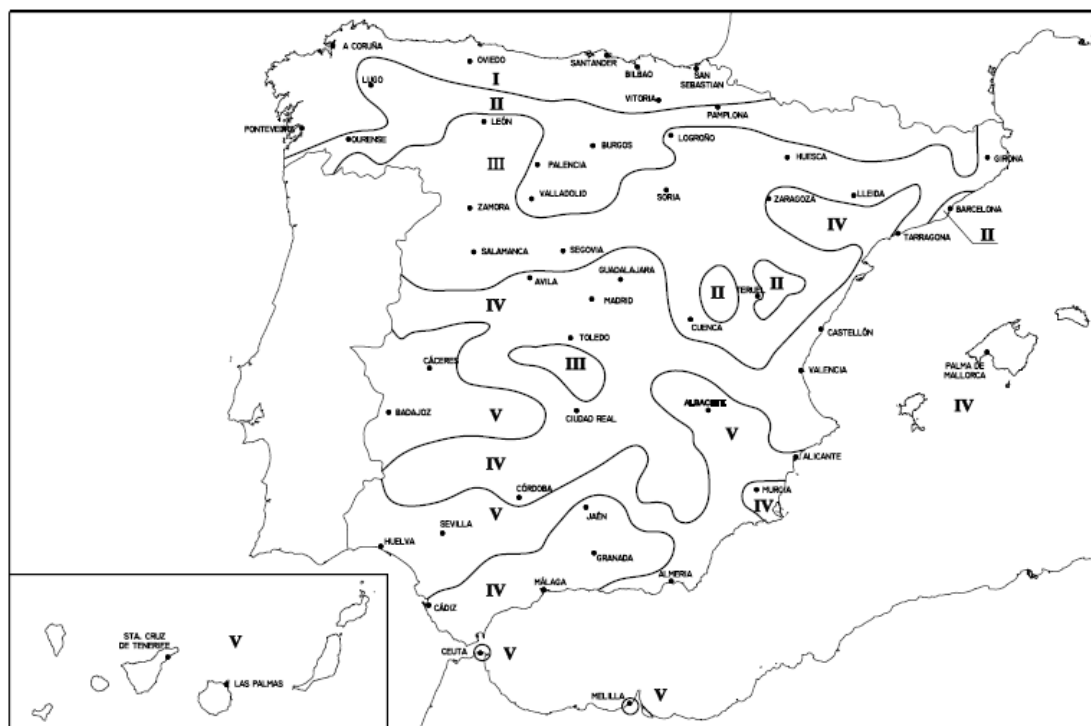 A CORUÑA
OVIEDO
SANTANDER
BILBAO
SAN
SEBASTIAN
LUGO
I
VITORIA
II
PAMPLONA
PONTEVEDRA
OURENSE
LEÓN
LOGROÑO
BURGOS
HUESCA
GIRONA
III
PALENCIA
VALLADOLID
SORIA
ZARAGOZA
LLEIDA
ZAMORA
BARCELONA
IV
TARRAGONA
II
SALAMANCA
SEGOVIA
AVILA
GUADALAJARA
TERUEL
II
II
IV
MADRID
CUENCA
CASTELLÓN
TOLEDO
CÁCERES
III
VALENCIA
PALMA DE
MALLORCA
IV
BADAJOZ
V
CIUDAD REAL
ALBACETE
V
IV
ALICANTE
CÓRDOBA
MURCIA
IV
V
JAÉN
SEVILLA
HUELVA
GRANADA
ALMERIA
MÁLAGA
IV
CÁDIZ
STA. CRUZ
DE TENERIFE
V
LAS PALMAS
CEUTA
V
MELILLA
V